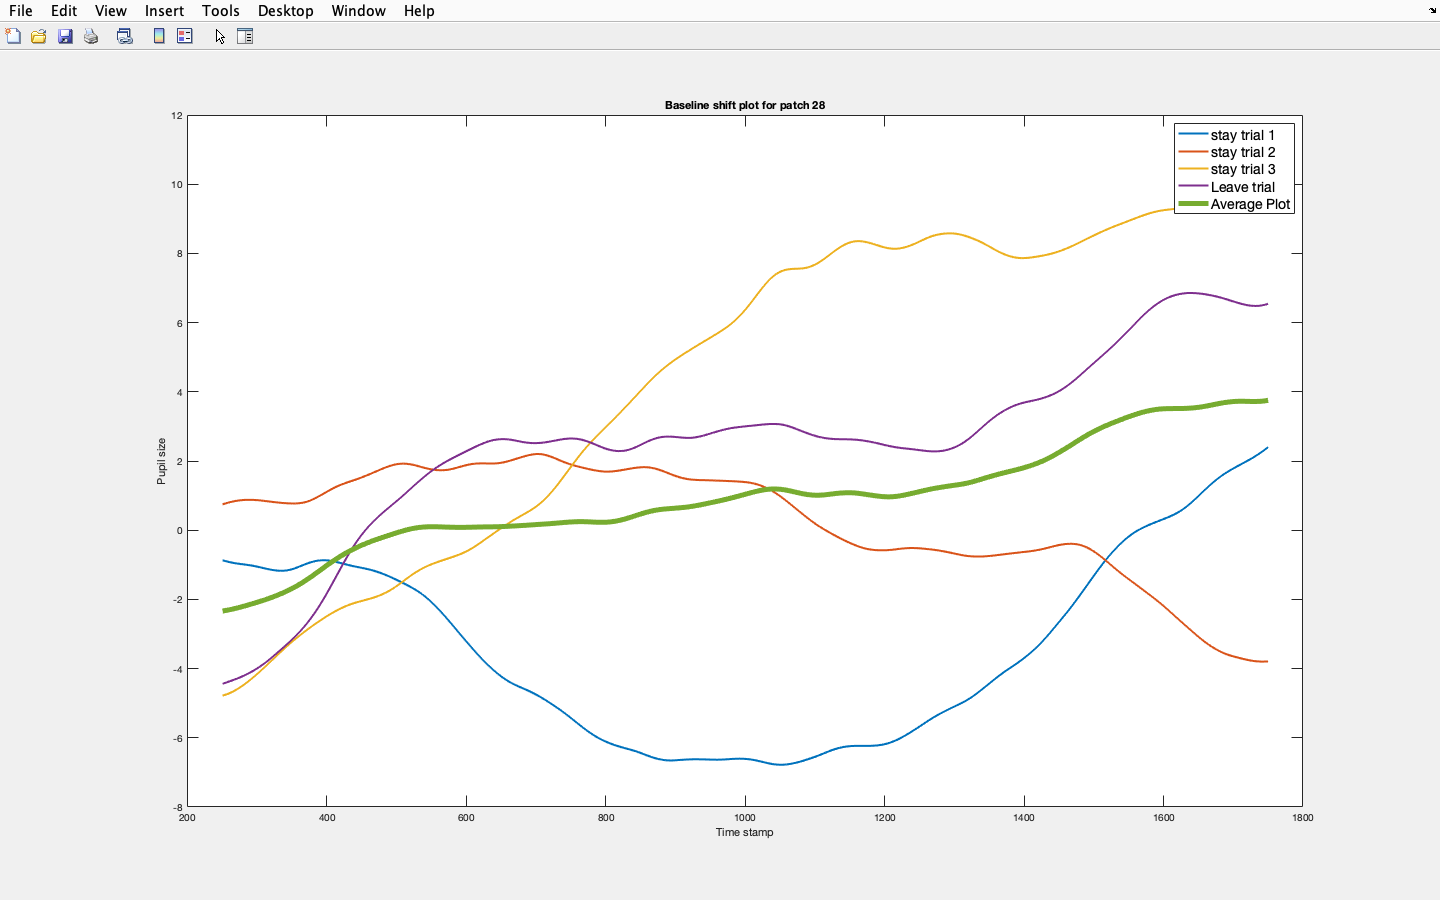 File Edit View Insert Tools Desktop Window Help
Baseline shift plot for patch 28
12
10
8
6
4
2
0
-2
-4
-6
-8
Pupil size
stay trial 1
stay trial 2
stay trial 3
Leave trial
Average Plot
200 400 600 800 1000 1200 1400 1600 1800
Time stamp